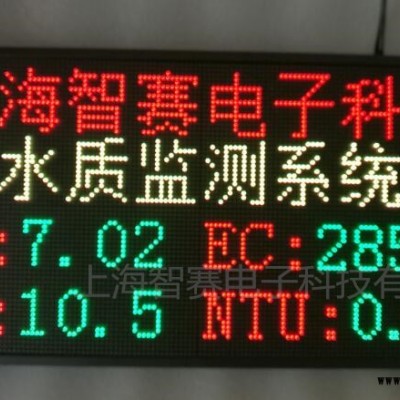 海智赛电子科
水质监测系统
:7.02 EC:285
上海智赛电子科技有
:10.5 NTU:0.
www.